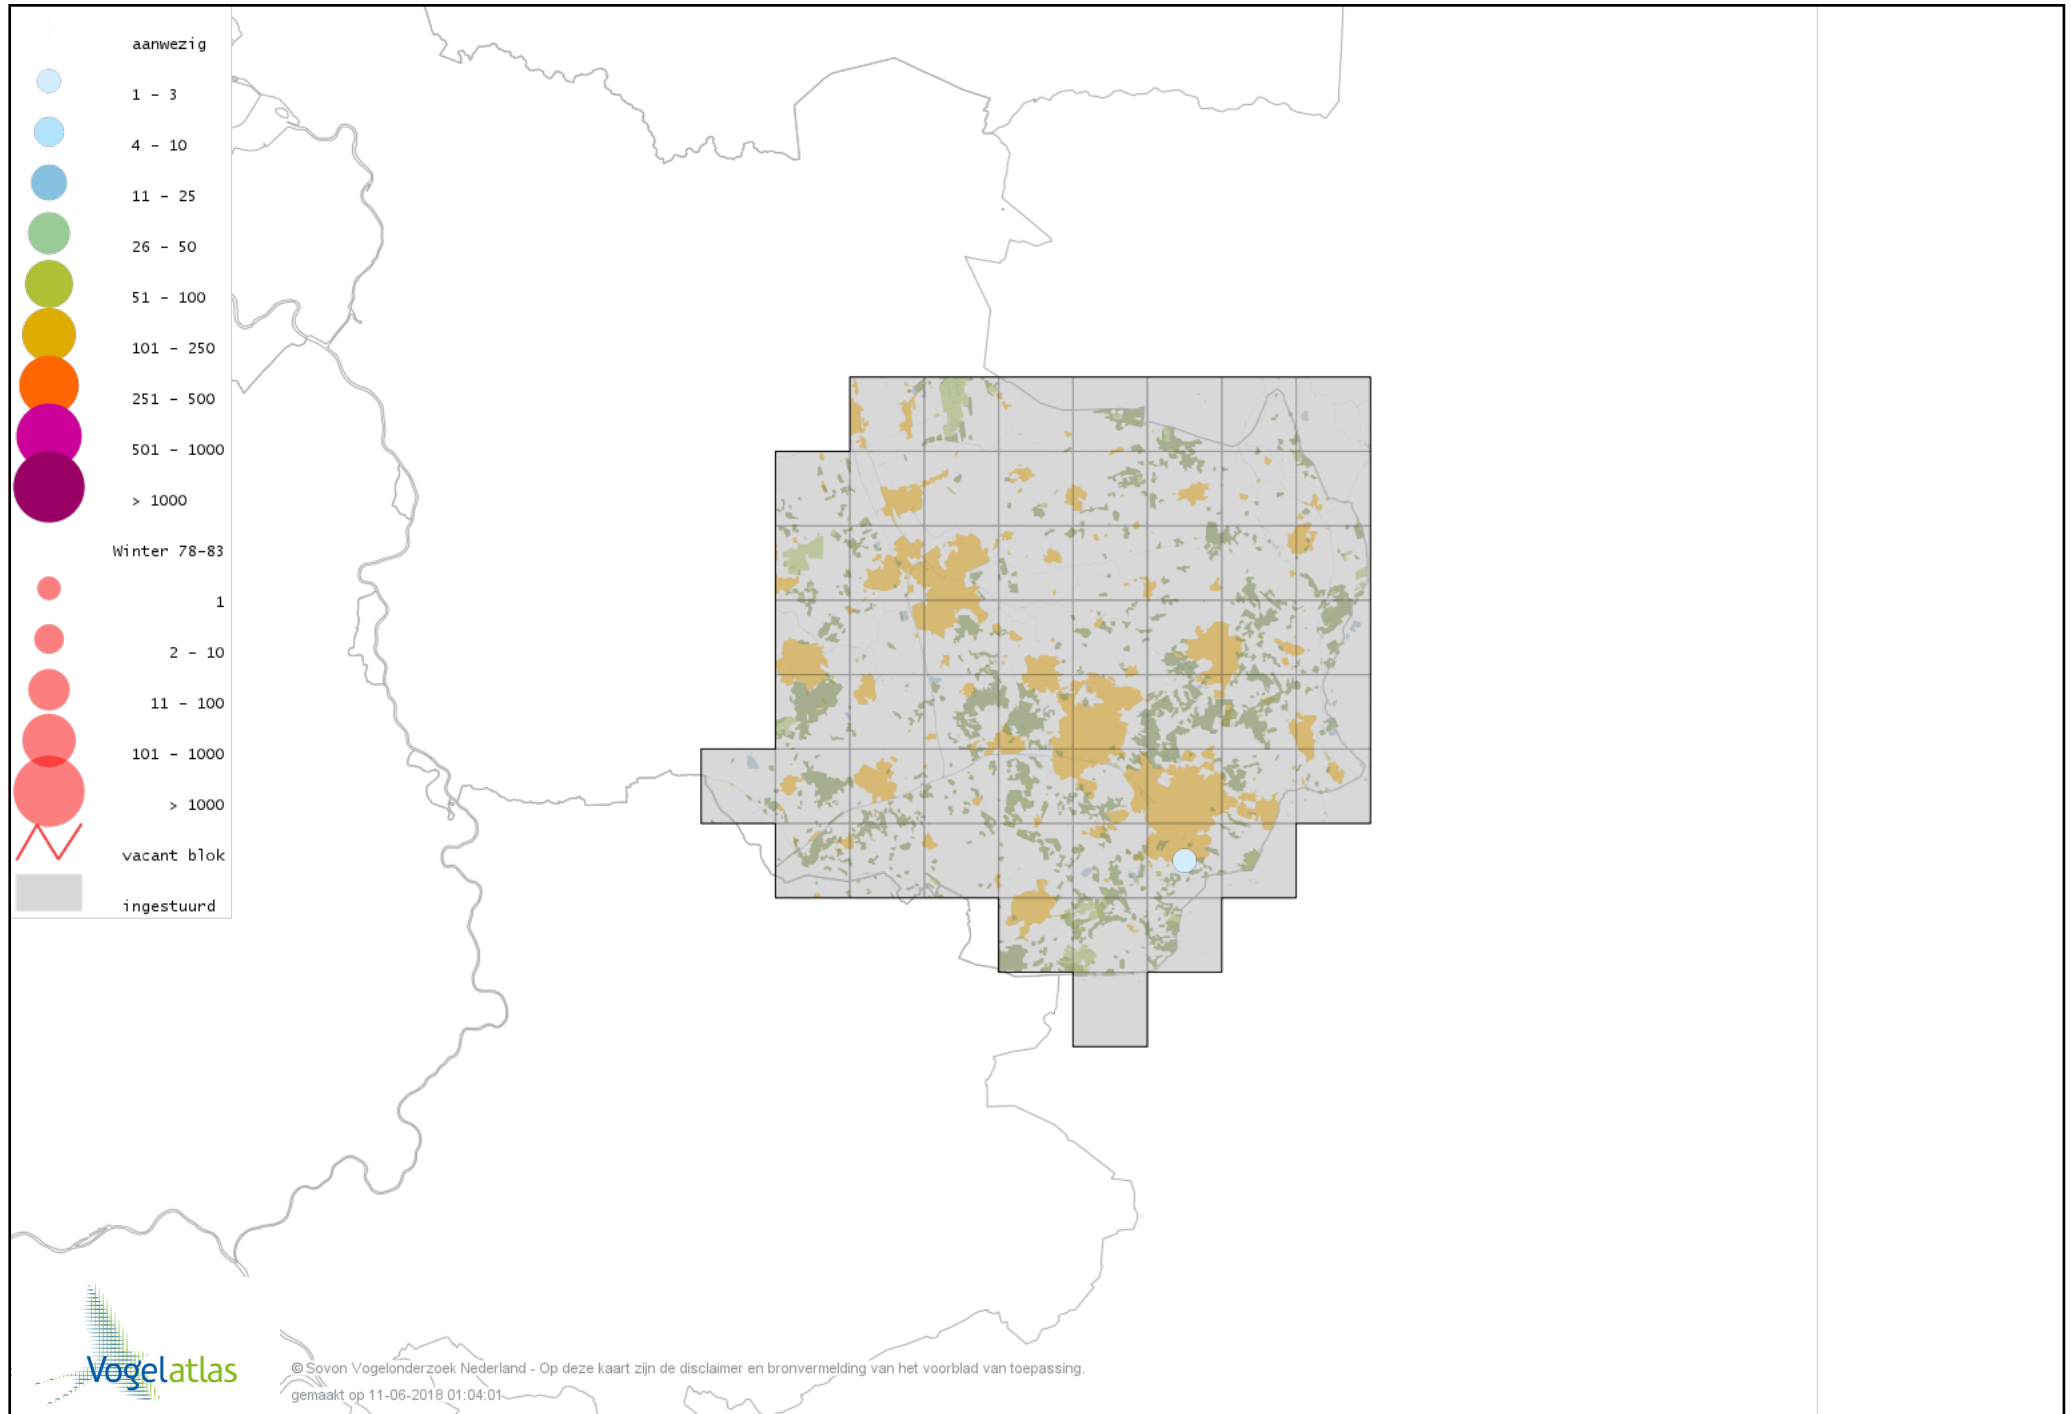 aanwezig
1 - 3
4 - 10
11 - 25
26 - 50
51 - 100
101 - 250
251 - 500
501 - 1000
> 1000
Winter 78-83
1
2 - 10
11 - 100
101 - 1000
> 1000
vacant blok
ingestuurd
Vogelatlas
© Sovon Vogelonderzoek Nederland - Op deze kaart zijn de disclaimer en bronvermelding van het voorblad van toepassing.
gemaakt op 11-06-2018 01:04:01